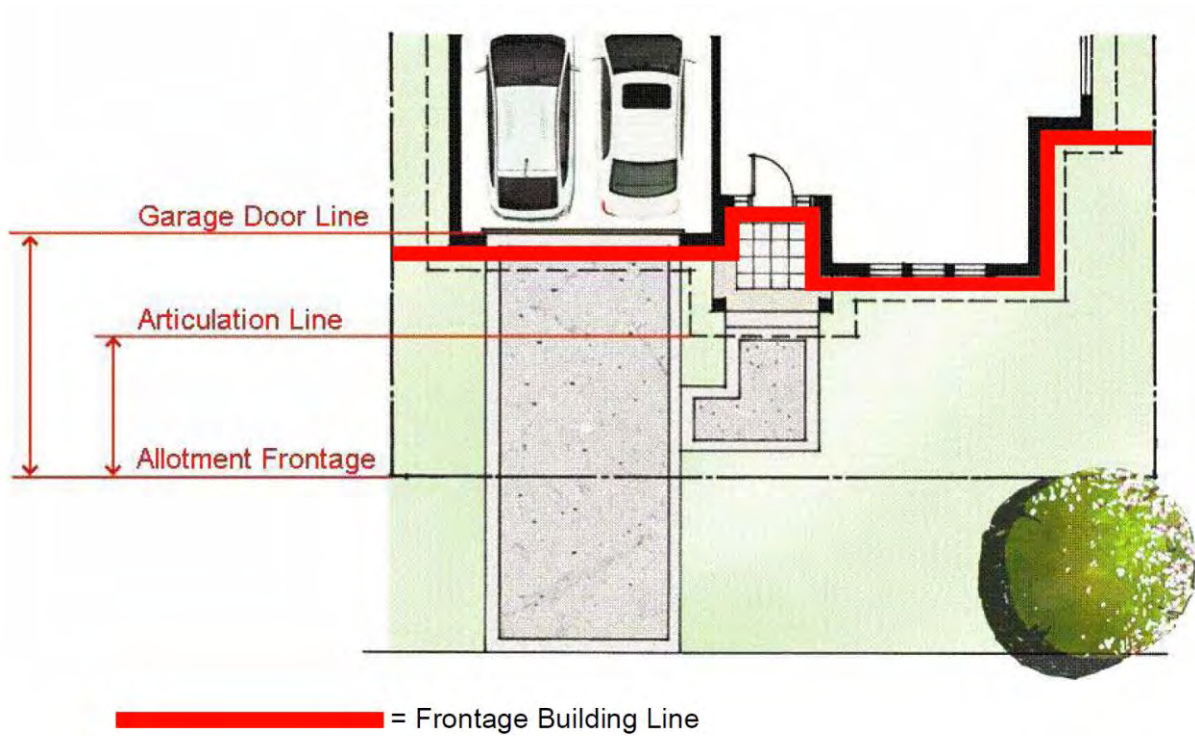 Garage Door Line
Articulation Line
Allotment Frontage
= Frontage Building Line